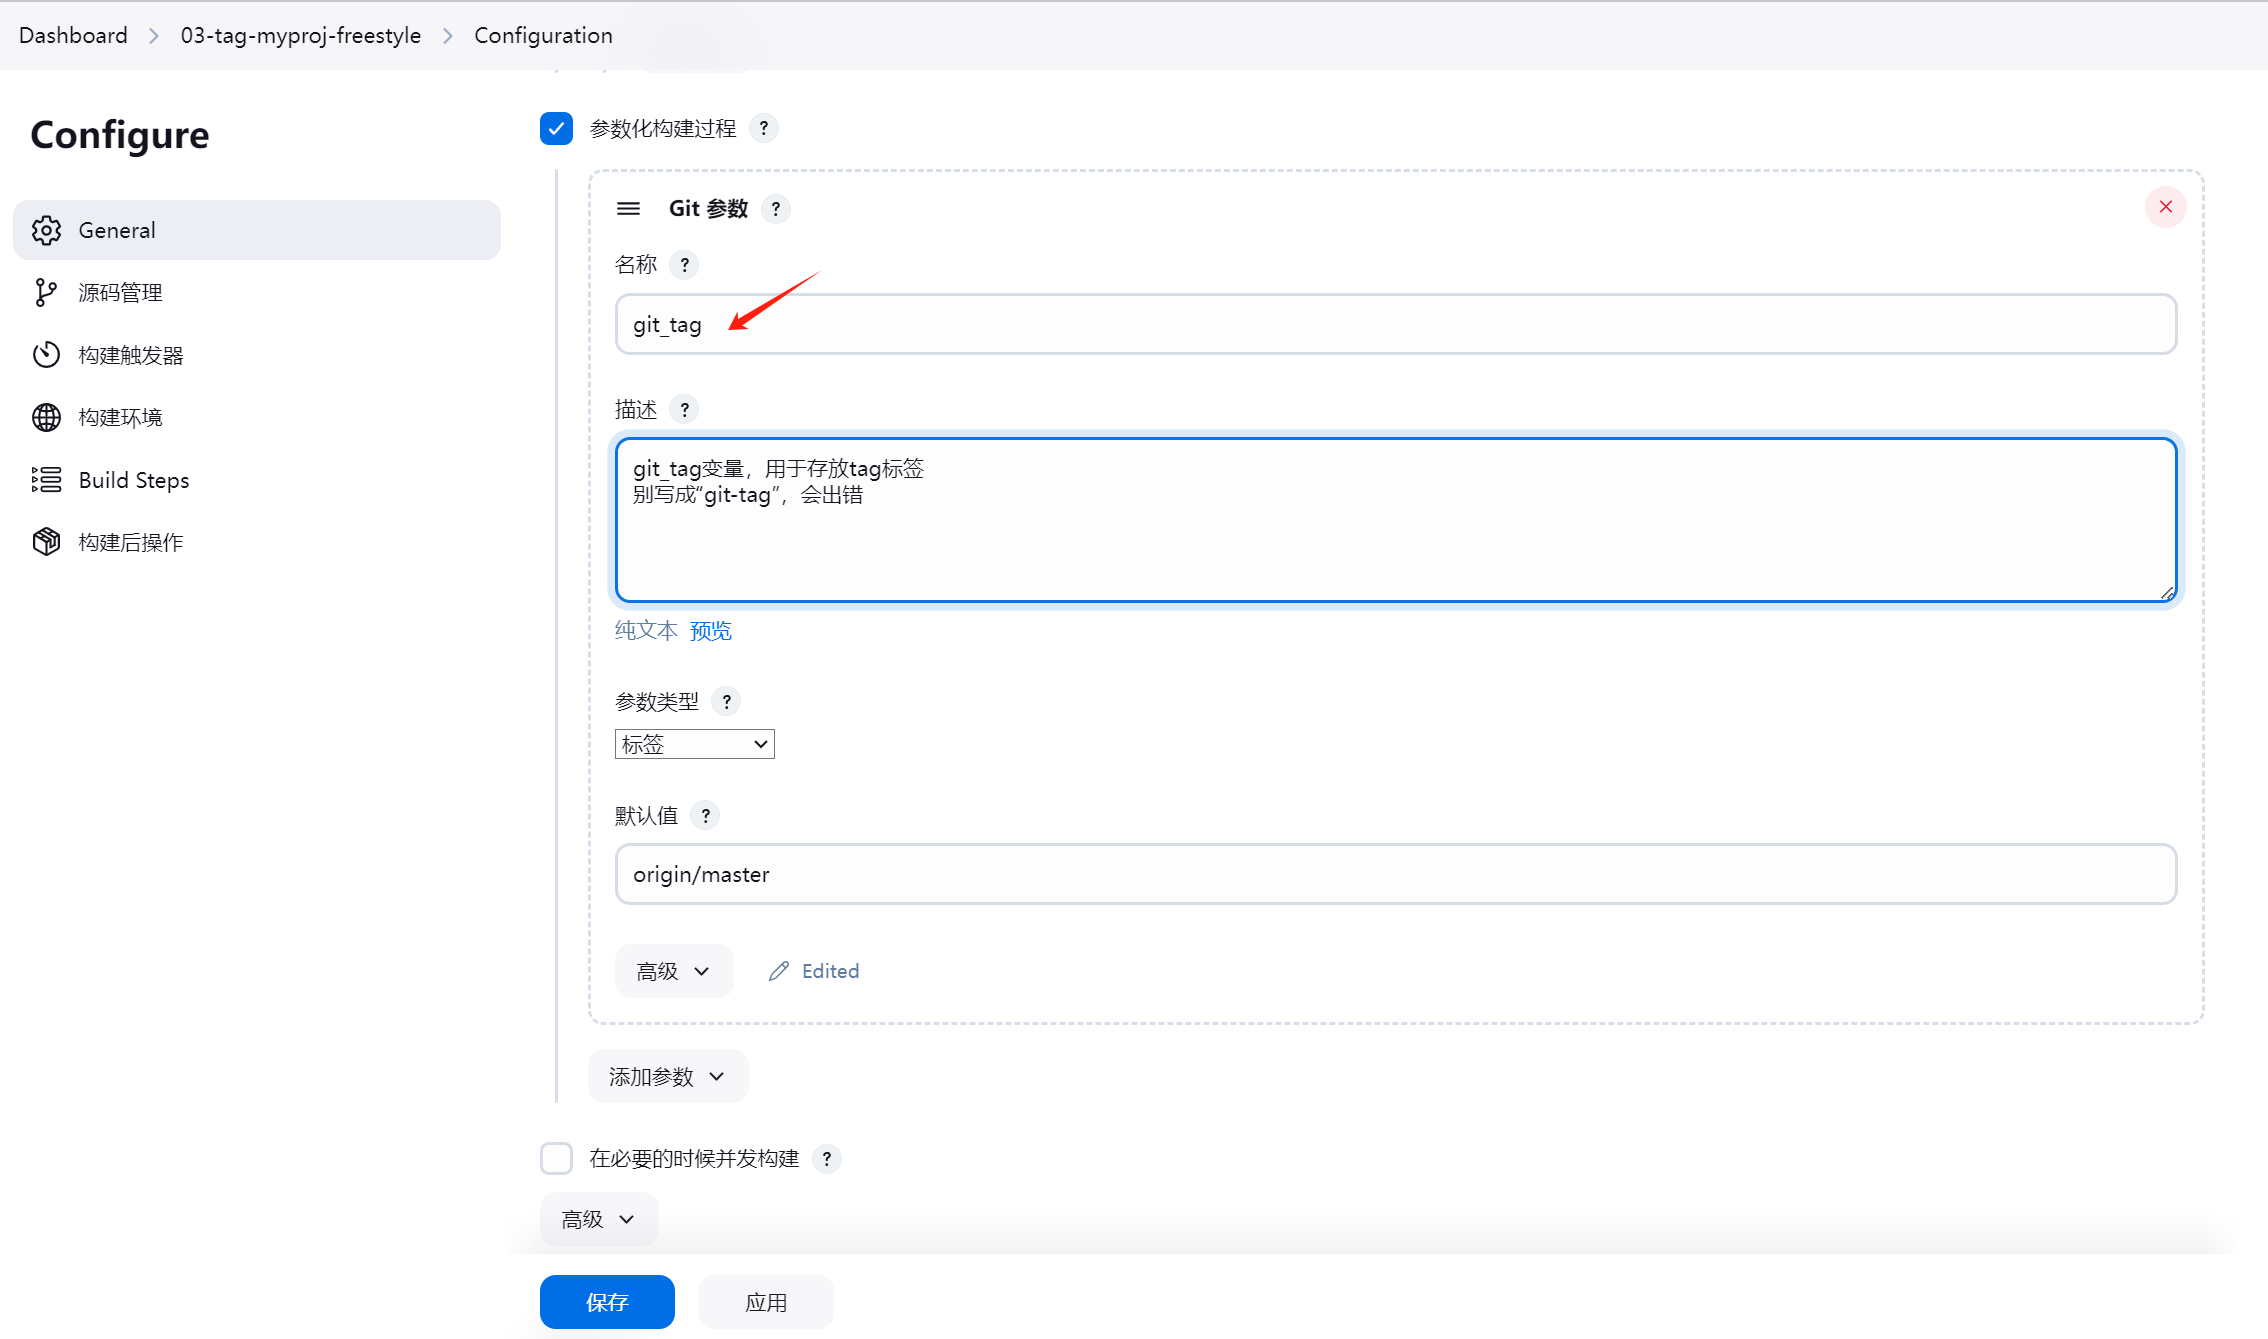 Dashboard > 03-tag-myproj-freestyle > Configuration
Configure
General
源码管理
构建触发器
构建环境
Build Steps
构建后操作
参数化构建过程 ?
Git 参数 ?
名称 ?
git_tag
描述 ?
git_tag变量，用于存放tag标签
别写成“git-tag”，会出错
纯文本 预览
参数类型 ?
标签
默认值 ?
origin/master
高级 Edited
添加参数
在必要的时候并发构建 ?
高级
保存 应用